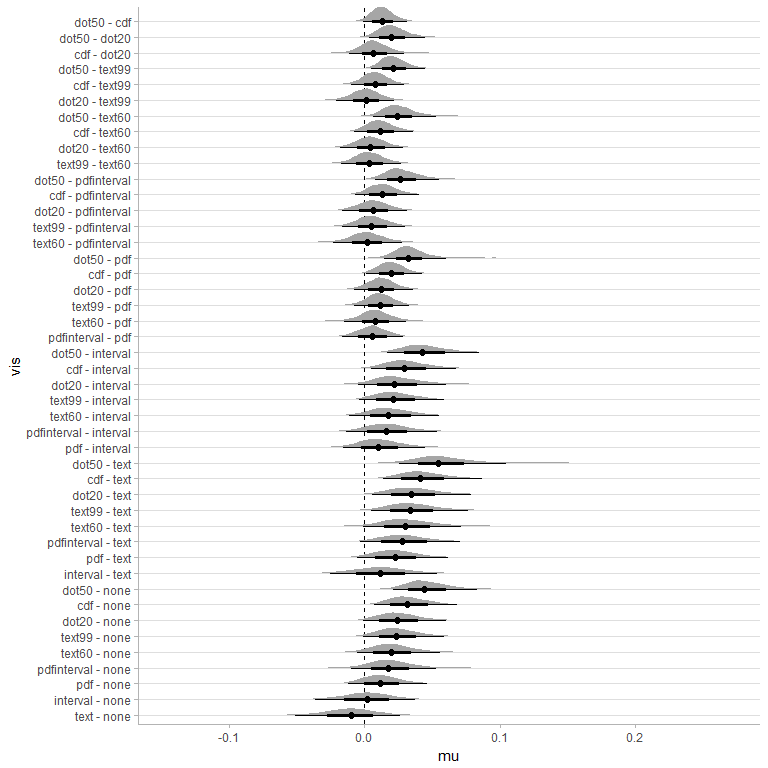 dot50 - cdf
dot50 - dot20
cdf - dot20
dot50 - text99
cdf - text99
dot20 - text99
dot50 - text60
cdf - text60
dot20 - text60
text99 - text60
dot50 - pdfinterval
cdf - pdfinterval
dot20 - pdfinterval
text99 - pdfinterval
text60 - pdfinterval
dot50 - pdf
cdf - pdf
dot20 - pdf
text99 - pdf
text60 - pdf
pdfinterval - pdf
dot50 - interval
cdf - interval
dot20 - interval
text99 - interval
text60 - interval
pdfinterval - interval
pdf - interval
dot50 - text
cdf - text
dot20 - text
text99 - text
text60 - text
pdfinterval - text
pdf - text
interval - text
dot50 - none
cdf - none
dot20 - none
text99 - none
text60 - none
pdfinterval - none
pdf - none
interval - none
text - none
vis
-0.1 0.0 0.1 0.2
mu